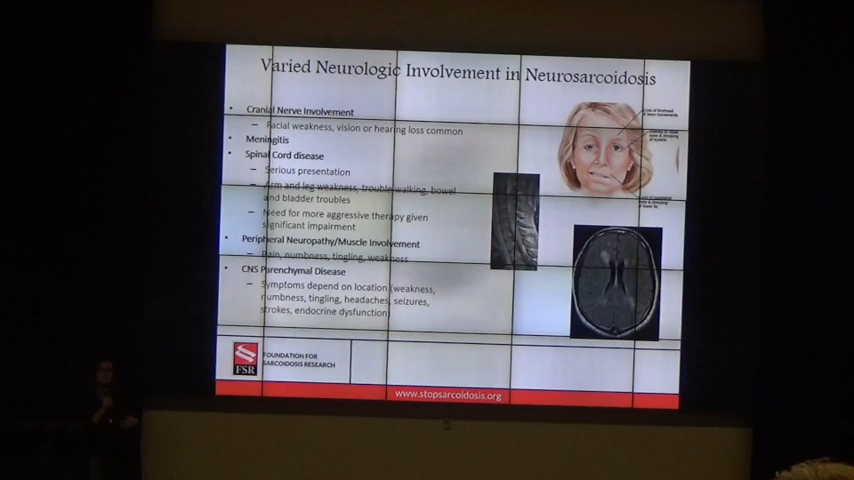 Varied Neurologic Involvement in Neurosarcoidosis
• Cranial Nerve Involvement
– Facial weakness, vision or hearing loss common
• Meningitis
• Spinal Cord disease
– Serious presentation
– Arm and leg weakness, trouble walking, bowel
and bladder troubles
– Need for more aggressive therapy given
significant impairment
• Peripheral Neuropathy/Muscle Involvement
– Pain, numbness, tingling, weakness
• CNS Parenchymal Disease
– Symptoms depend on location (weakness,
numbness, tingling, headaches, seizures,
strokes, endocrine dysfunction)
FSR
FOUNDATION FOR
SARCOIDOSIS RESEARCH
www.stopsarcoidosis.org